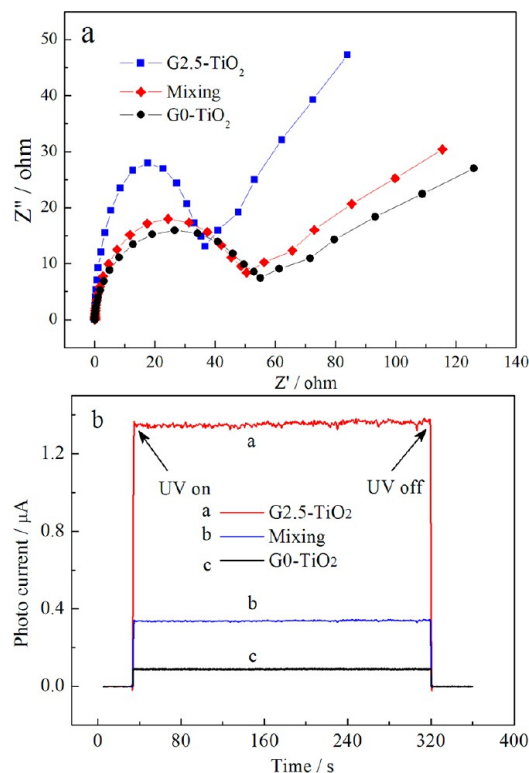 a
50
40
30
20
10
0
Z'' / ohm
G2.5-TiO2
Mixing
G0-TiO2
0 20 40 60 80 100 120 140
Z' / ohm
b
1.2
0.8
0.4
0.0
Photo current / μA
a
UV on
UV off
a G2.5-TiO2
b Mixing
c G0-TiO2
b
c
0 80 160 240 320 400
Time / s